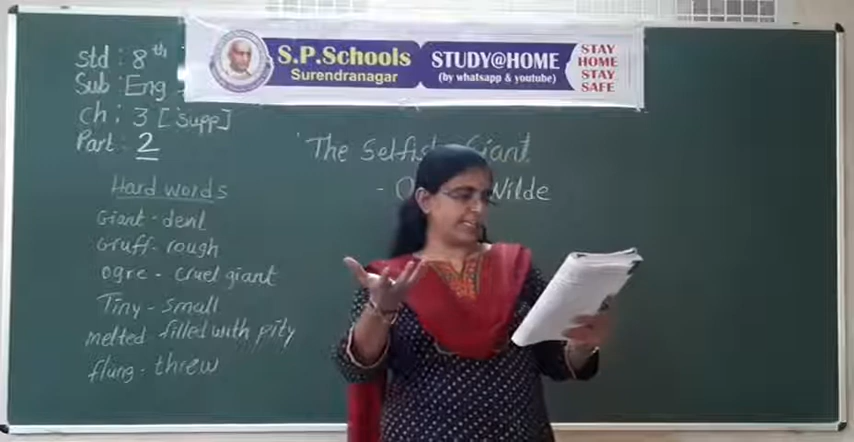 S.P.Schools
Surendranagar
STUDY@HOME
(by whatsapp & youtube)
STAY
HOME
STAY
SAFE
Std : 8th
Sub : Eng
Ch : 3 [Supp]
Part : 2
The Selfish Giant
- Wilde
Hard words
Giant - dent
Gruff - rough
Ogre - cruel giant
Tiny - small
melted - filled with pity
flung - threw